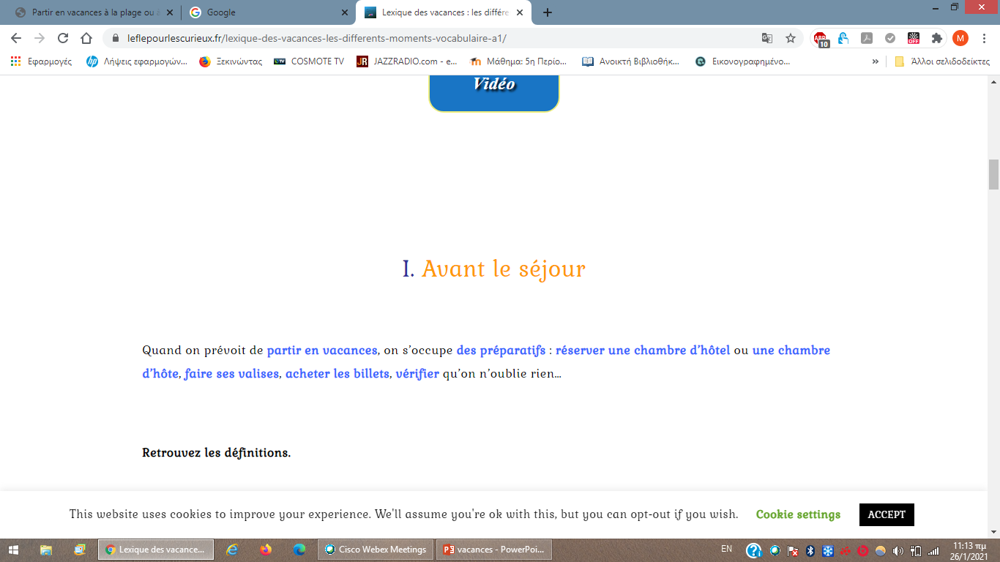 Partir en vacances à la plage ou à
Google
Lexique des vacances : les différe
leflepourlescurieux.fr/lexique-des-vacances-les-differents-moments-vocabulaire-a1/
ABP
10
OFF
M
Εφαρμογές
hp
Λήψεις εφαρμογών...
Ξεκινώντας
TV
COSMOTE TV
JR
JAZZRADIO.com - e...
Μάθημα: 5η Περίο...
Ανοικτή Βιβλιοθήκ...
Εικονογραφημένο...
»
Άλλοι σελιδοδείκτες
Vidéo
I. Avant le séjour
Quand on prévoit de partir en vacances, on s’occupe des préparatifs : réserver une chambre d’hôtel ou une chambre
d’hôte, faire ses valises, acheter les billets, vérifier qu’on n’oublie rien…
Retrouvez les définitions.
This website uses cookies to improve your experience. We'll assume you're ok with this, but you can opt-out if you wish.
Cookie settings
ACCEPT
Lexique des vacance...
Cisco Webex Meetings
vacances - PowerPoi...
EN
11:13 πμ
26/1/2021